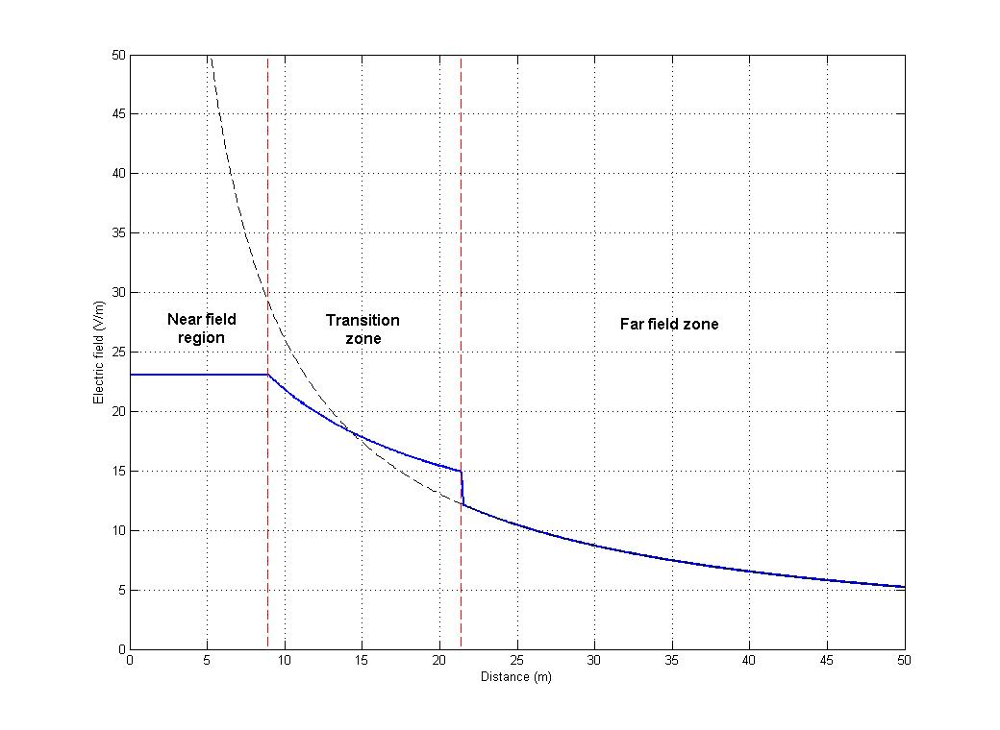 50
45
40
35
30
25
20
15
10
5
0
Electric field (V/m)
Near field
region
Transition
zone
Far field zone
0 5 10 15 20 25 30 35 40 45 50
Distance (m)